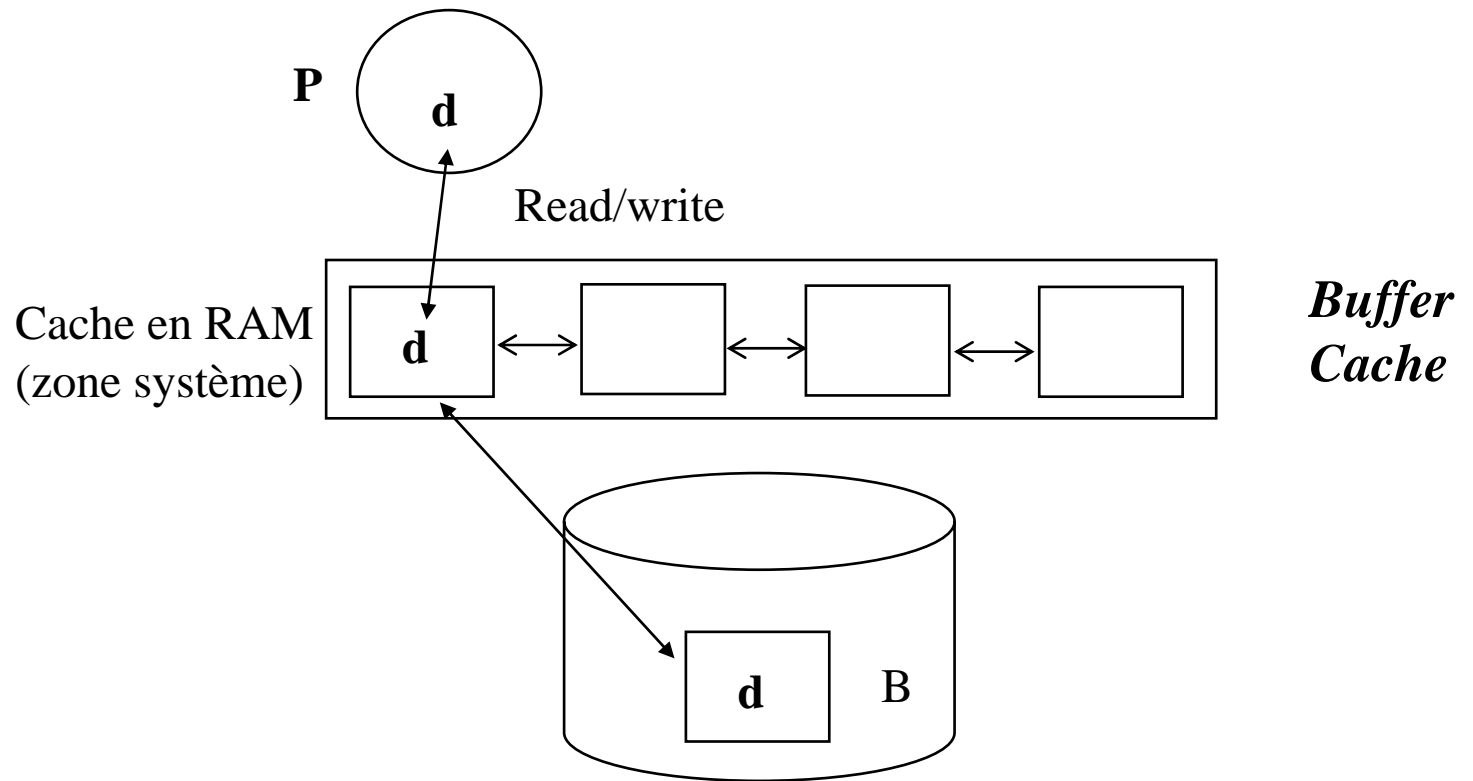 P
d
Read/write
Cache en RAM
(zone système)
d
Buffer
Cache
d
B